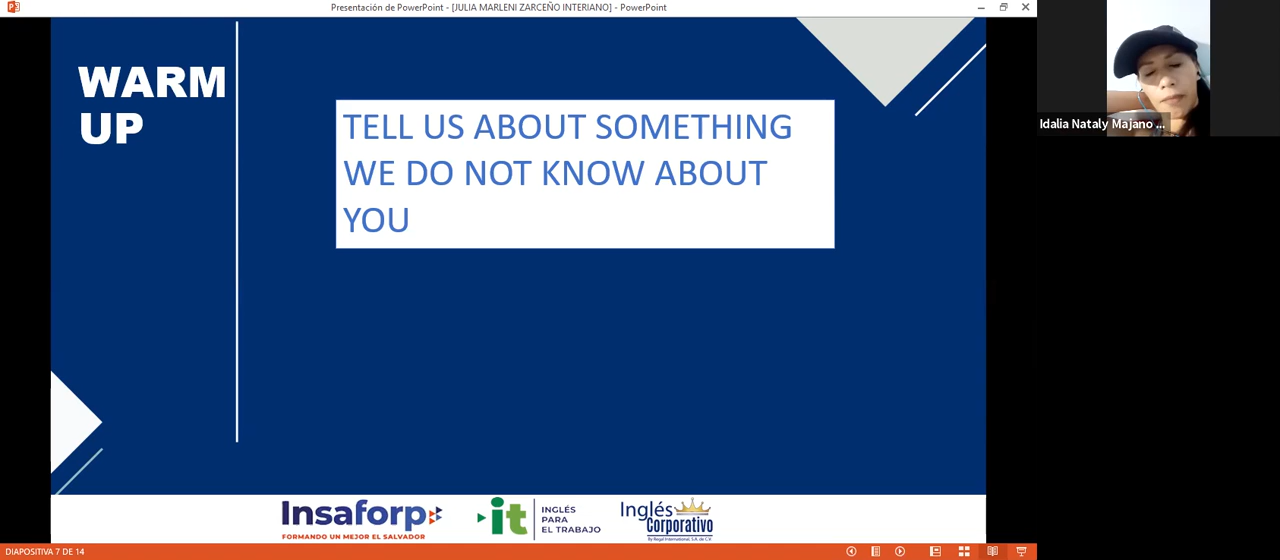 Presentación de PowerPoint - [JULIA MARLENI ZARCEÑO INTERIANO] - PowerPoint
WARM
UP
TELL US ABOUT SOMETHING
WE DO NOT KNOW ABOUT
YOU
Idalia Nataly Majano ...
Insaforp
FORMANDO UN MEJOR EL SALVADOR
it
INGLÉS
PARA
EL TRABAJO
Inglés
Corporativo
By Regal International, S.A. de C.V.
DIAPOSITIVA 7 DE 14